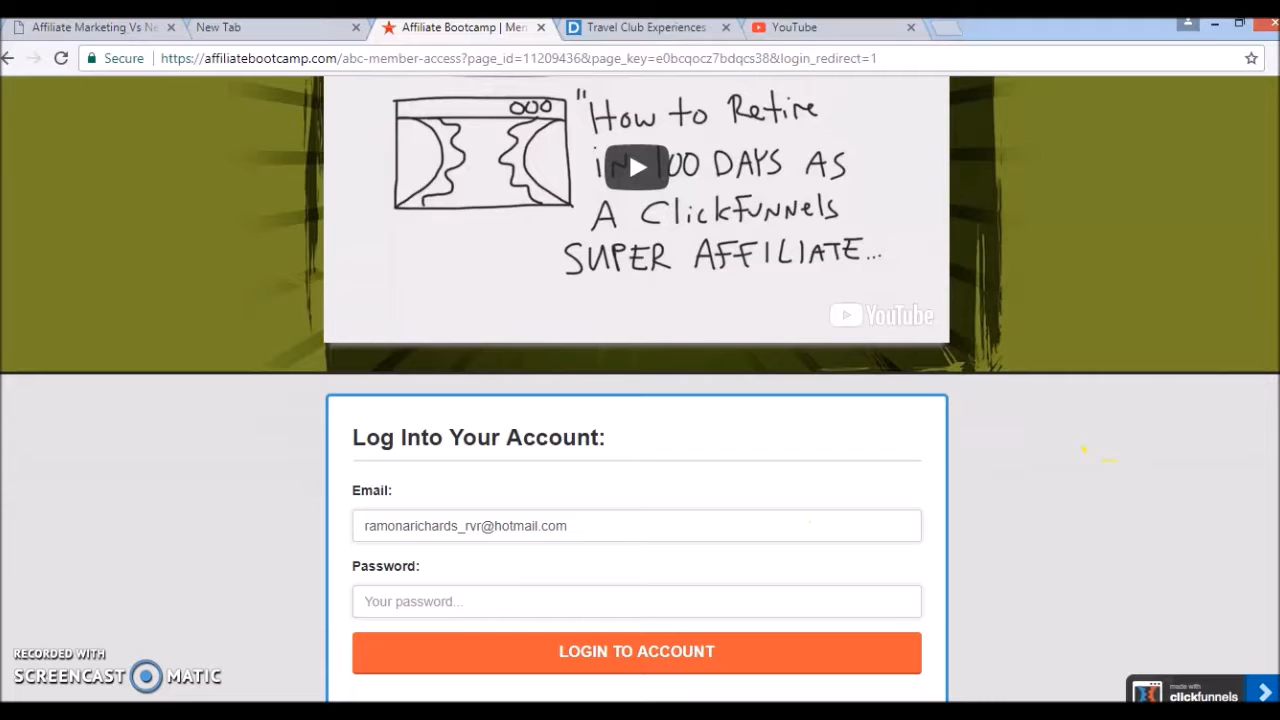 Affiliate Marketing Vs Ne
New Tab
Affiliate Bootcamp | Men
Travel Club Experiences
YouTube
Secure
https://affiliatebootcamp.com/abc-member-access?page_id=11209436&page_key=e0bcqocz7bdqcs38&login_redirect=1
"How to Retire
in 100 DAYS AS
A Clickfunnels
SUPER AFFILIATE...
YouTube
Log Into Your Account:
Email:
ramonarichards_rvr@hotmail.com
Password:
Your password...
LOGIN TO ACCOUNT
RECORDED WITH
SCREENCAST MATIC
made with
clickfunnels